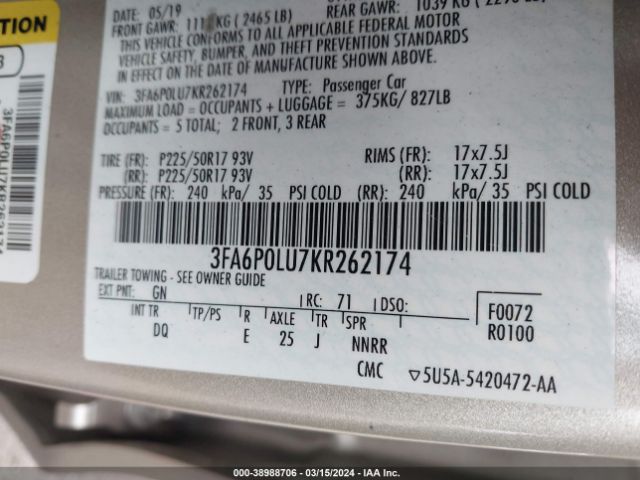 TION
3
3FA6P0LU7KR262174
DATE: 05/19
REAR GAWR: 1039 KG
FRONT GAWR: KG ( 2465 LB)
THIS VEHICLE CONFORMS TO ALL APPLICABLE FEDERAL MOTOR
VEHICLE SAFETY, BUMPER, AND THEFT PREVENTION STANDARDS
IN EFFECT ON THE DATE OF MANUFACTURE SHOWN ABOVE.
VIN: 3FA6P0LU7KR262174 TYPE: Passenger Car
MAXIMUM LOAD = OCCUPANTS + LUGGAGE = 375KG/ 827LB
OCCUPANTS: 5 TOTAL; 2 FRONT, 3 REAR
TIRE (FR): P225/50R17 93V RIMS (FR): 17x7.5J
(RR): P225/50R17 93V (RR): 17x7.5J
PRESSURE (FR): 240 kPa/ 35 PSI COLD (RR): 240 kPa/ 35 PSI COLD
3FA6P0LU7KR262174
TRAILER TOWING - SEE OWNER GUIDE
EXT PNT: GN RC: 71 DSO:
F0072
INT TR TP/PS R AXLE TR SPR
R0100
DQ E 25 J NNRR
CMC ▽5U5A-5420472-AA
000-38988706 — 03/15/2024 — IAA Inc.